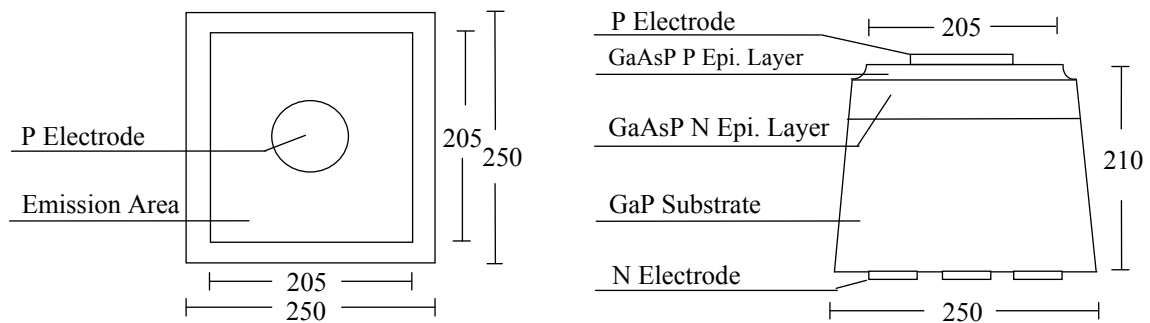 P Electrode
Emission Area
205
250
205
250
P Electrode
205
GaAsP P Epi. Layer
GaAsP N Epi. Layer
210
GaP Substrate
N Electrode
250